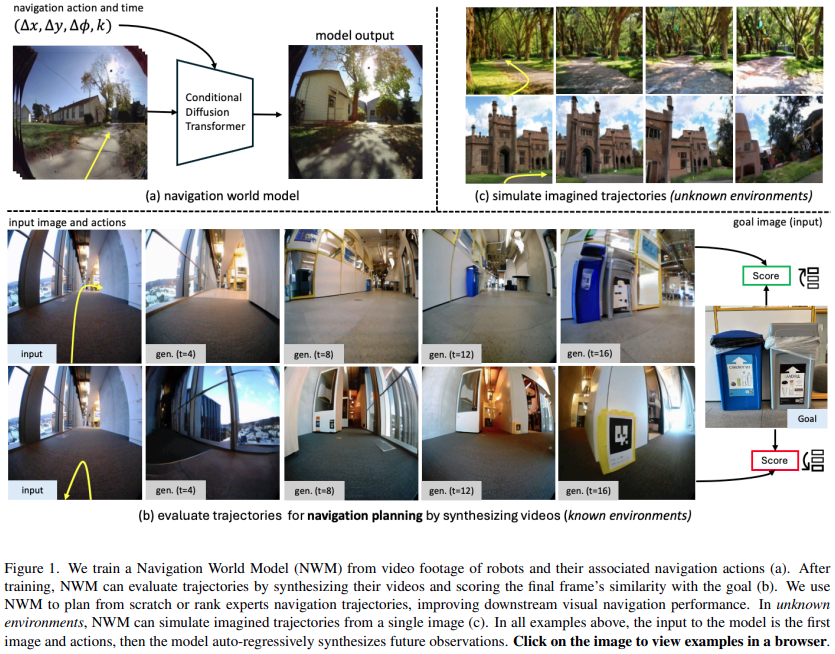 navigation action and time
(Δx, Δy, Δϕ, k)
model output
Conditional
Diffusion
Transformer
(a) navigation world model
(c) simulate imagined trajectories (unknown environments)
input image and actions
goal image (input)
input
gen. (t=4)
gen. (t=8)
gen. (t=12)
gen. (t=16)
Score
LANDFILL
Goal
input
gen. (t=4)
gen. (t=8)
gen. (t=12)
gen. (t=16)
Score
(b) evaluate trajectories for navigation planning by synthesizing videos (known environments)
Figure 1. We train a Navigation World Model (NWM) from video footage of robots and their associated navigation actions (a). After
training, NWM can evaluate trajectories by synthesizing their videos and scoring the final frame's similarity with the goal (b). We use
NWM to plan from scratch or rank experts navigation trajectories, improving downstream visual navigation performance. In unknown
environments, NWM can simulate imagined trajectories from a single image (c). In all examples above, the input to the model is the first
image and actions, then the model auto-regressively synthesizes future observations. Click on the image to view examples in a browser.